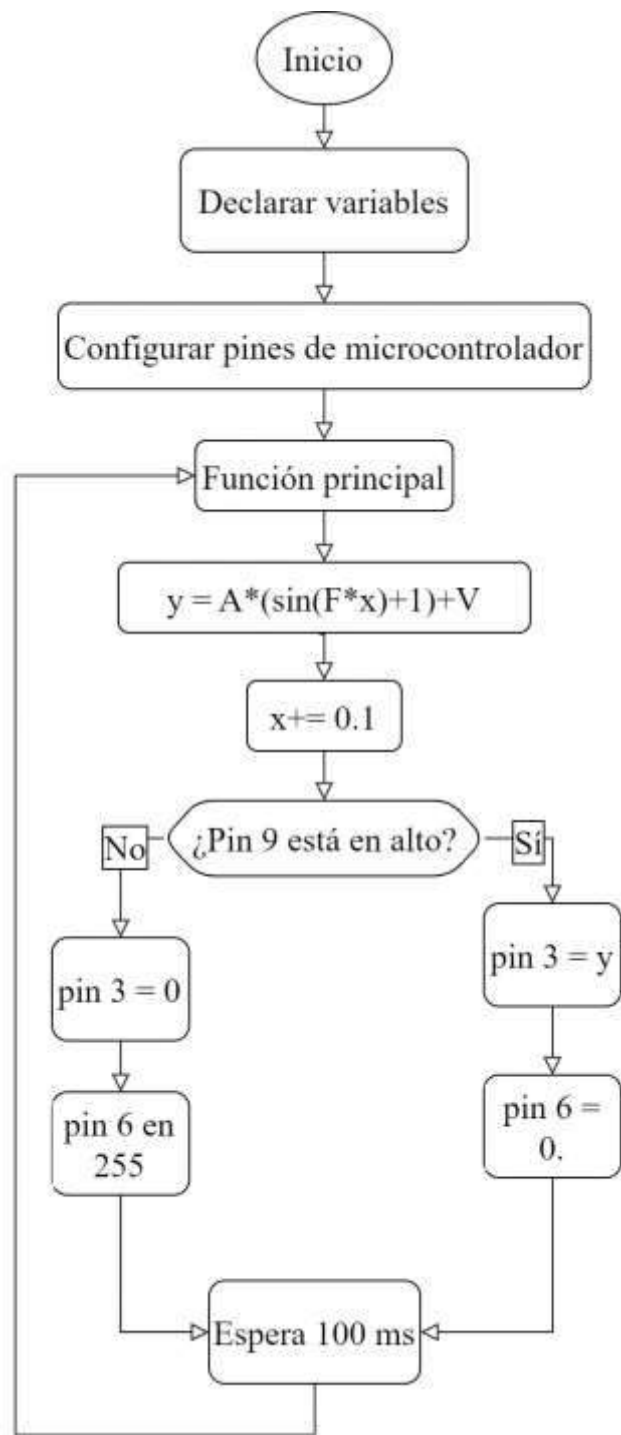 Inicio
Declarar variables
Configurar pines de microcontrolador
Función principal
y = A*(sin(F*x)+1)+V
x+= 0.1
¿Pin 9 está en alto?
No
Sí
pin 3 = 0
pin 3 = y
pin 6 en
255
pin 6 =
0.
Espera 100 ms